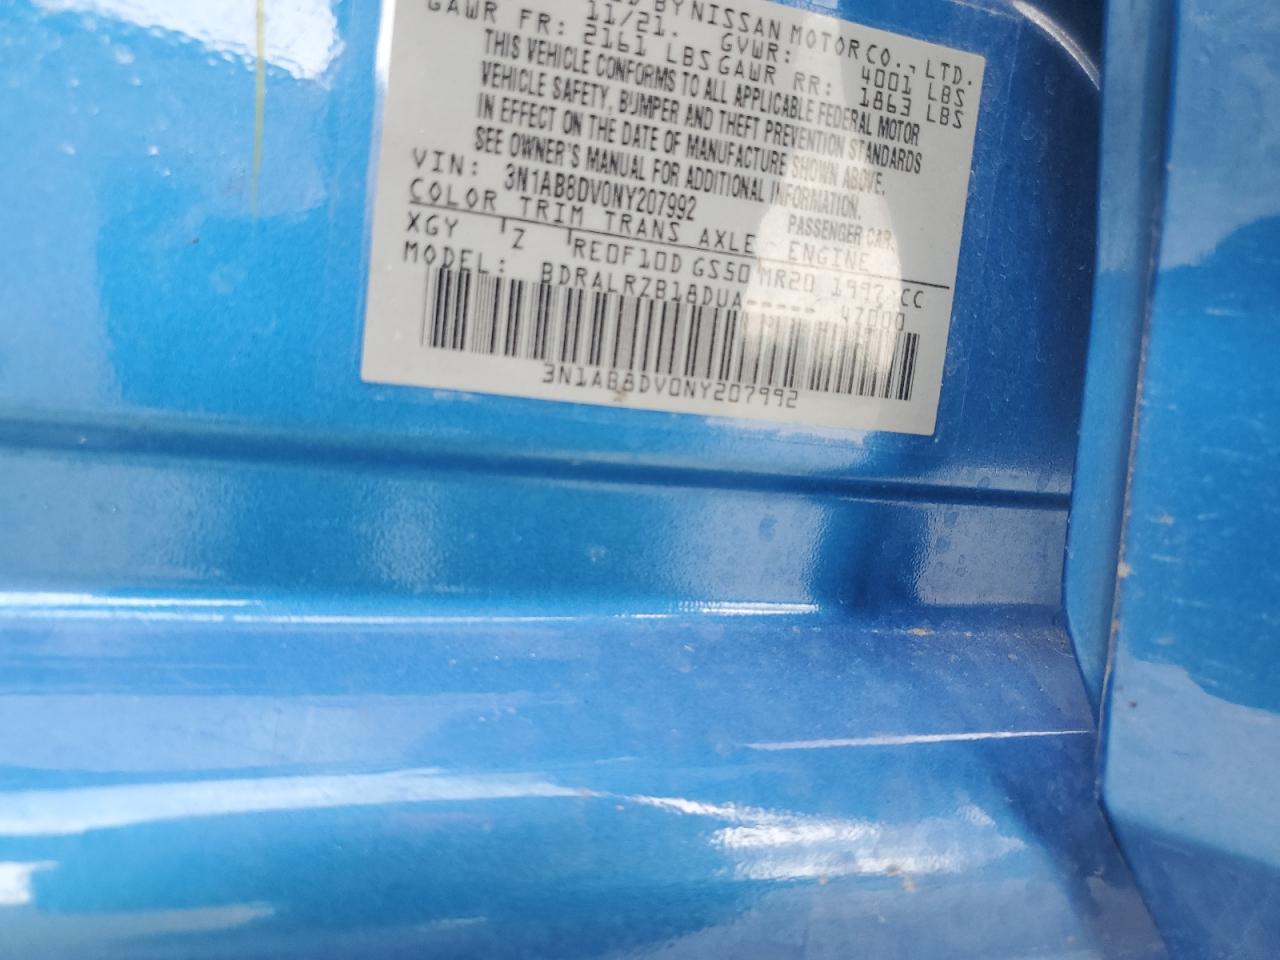 BY NISSAN MOTOR CO., LTD.
11/21. GVWR: 4001 LBS
GAWR FR: 2161 LBS GAWR RR: 1863 LBS
THIS VEHICLE CONFORMS TO ALL APPLICABLE FEDERAL MOTOR
VEHICLE SAFETY, BUMPER AND THEFT PREVENTION STANDARDS
IN EFFECT ON THE DATE OF MANUFACTURE SHOWN ABOVE.
SEE OWNER'S MANUAL FOR ADDITIONAL INFORMATION.
VIN: 3N1AB8DV0NY207992 PASSENGER CAR
COLOR TRIM TRANS AXLE ENGINE
XGY Z RE0F10D GS50 MR20 1997 CC
MODEL: BDRALRZB18DUA----- 47000
3N1AB8DV0NY207992